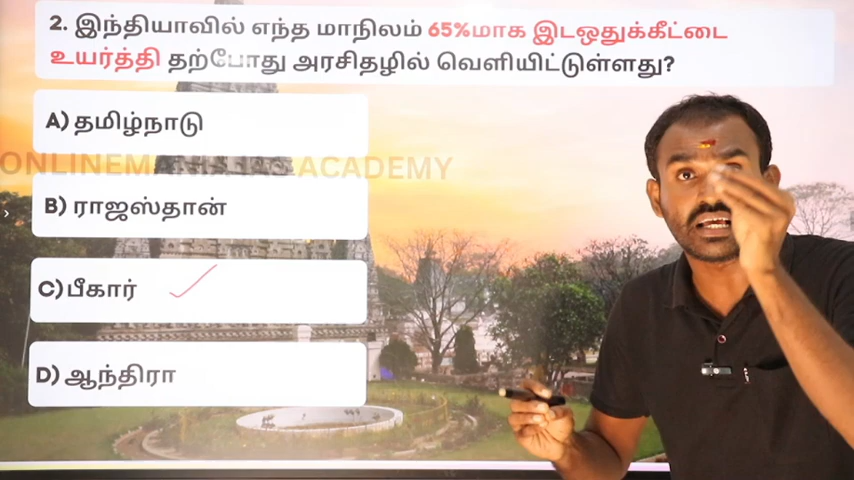 2. இந்தியாவில் எந்த மாநிலம் 65%மாக இடஒதுக்கீட்டை
உயர்த்தி தற்போது அரசிதழில் வெளியிட்டுள்ளது?
A) தமிழ்நாடு
ONLINEM ACADEMY
B) ராஜஸ்தான்
C) பீகார்
D) ஆந்திரா